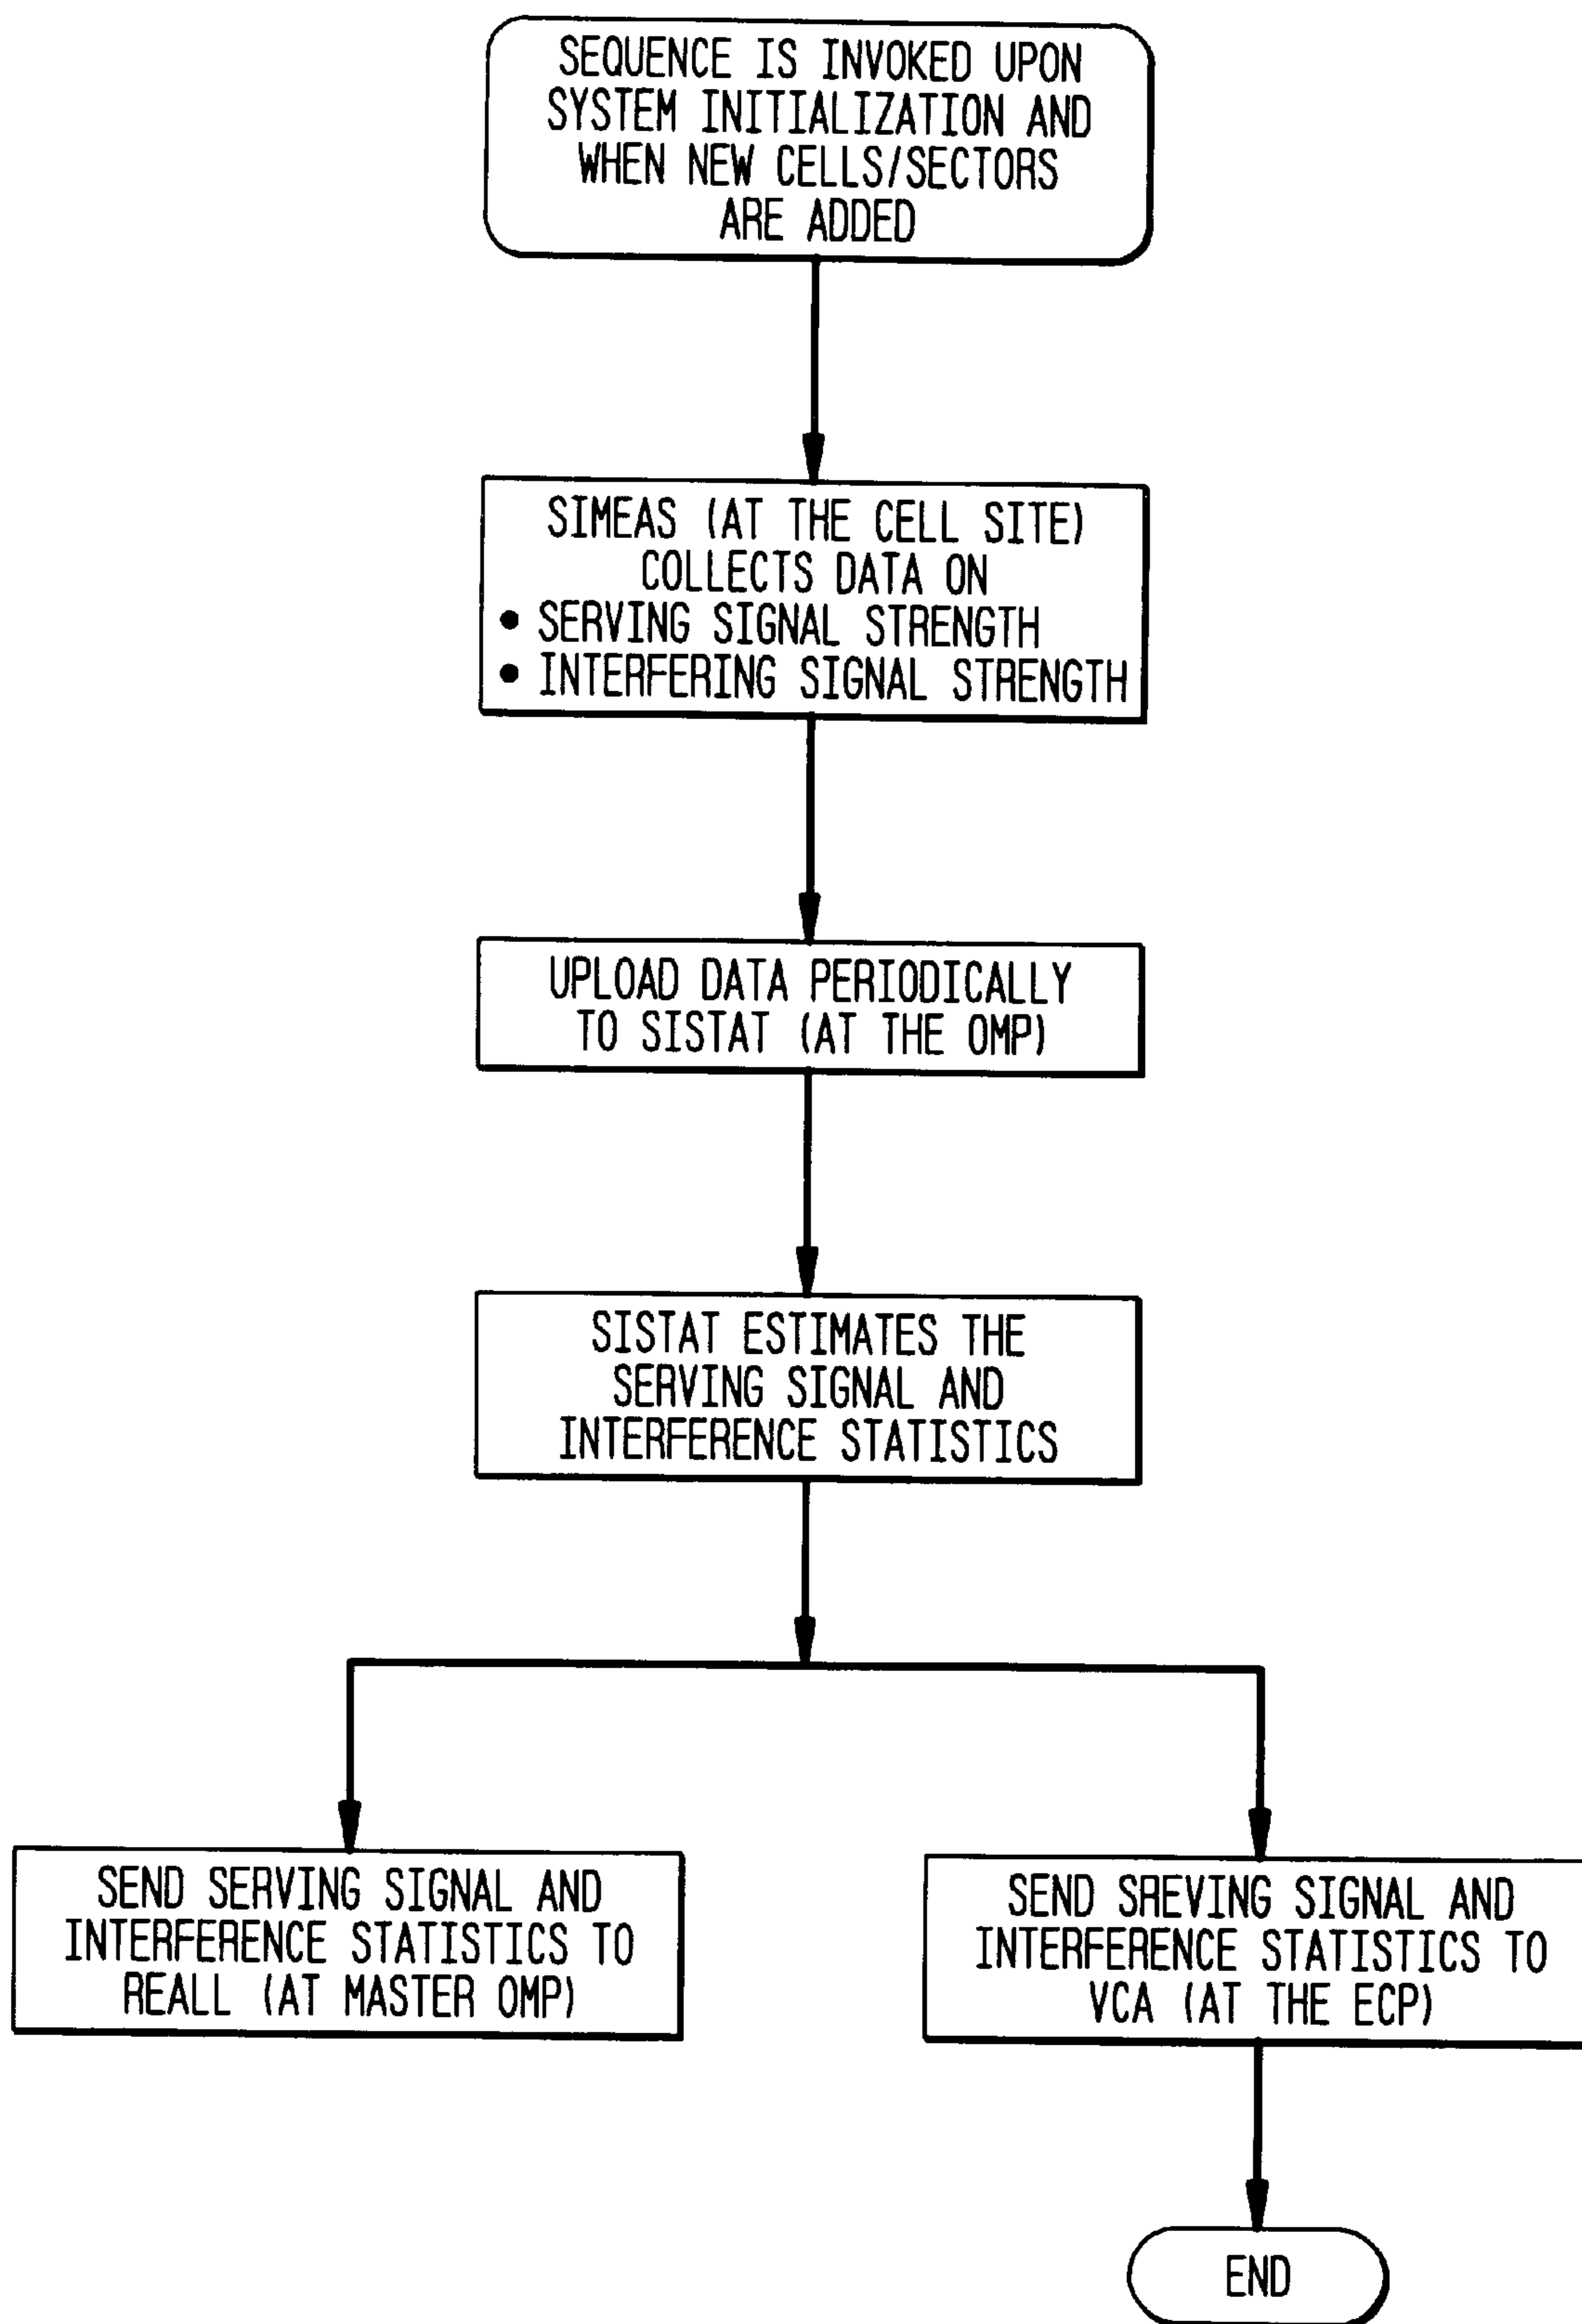 SEQUENCE IS INVOKED UPON
SYSTEM INITIALIZATION AND
WHEN NEW CELLS/SECTORS
ARE ADDED
SIMEAS (AT THE CELL SITE)
COLLECTS DATA ON
• SERVING SIGNAL STRENGTH
• INTERFERING SIGNAL STRENGTH
UPLOAD DATA PERIODICALLY
TO SISTAT (AT THE OMP)
SISTAT ESTIMATES THE
SERVING SIGNAL AND
INTERFERENCE STATISTICS
SEND SERVING SIGNAL AND
INTERFERENCE STATISTICS TO
REALL (AT MASTER OMP)
SEND SREVING SIGNAL AND
INTERFERENCE STATISTICS TO
VCA (AT THE ECP)
END